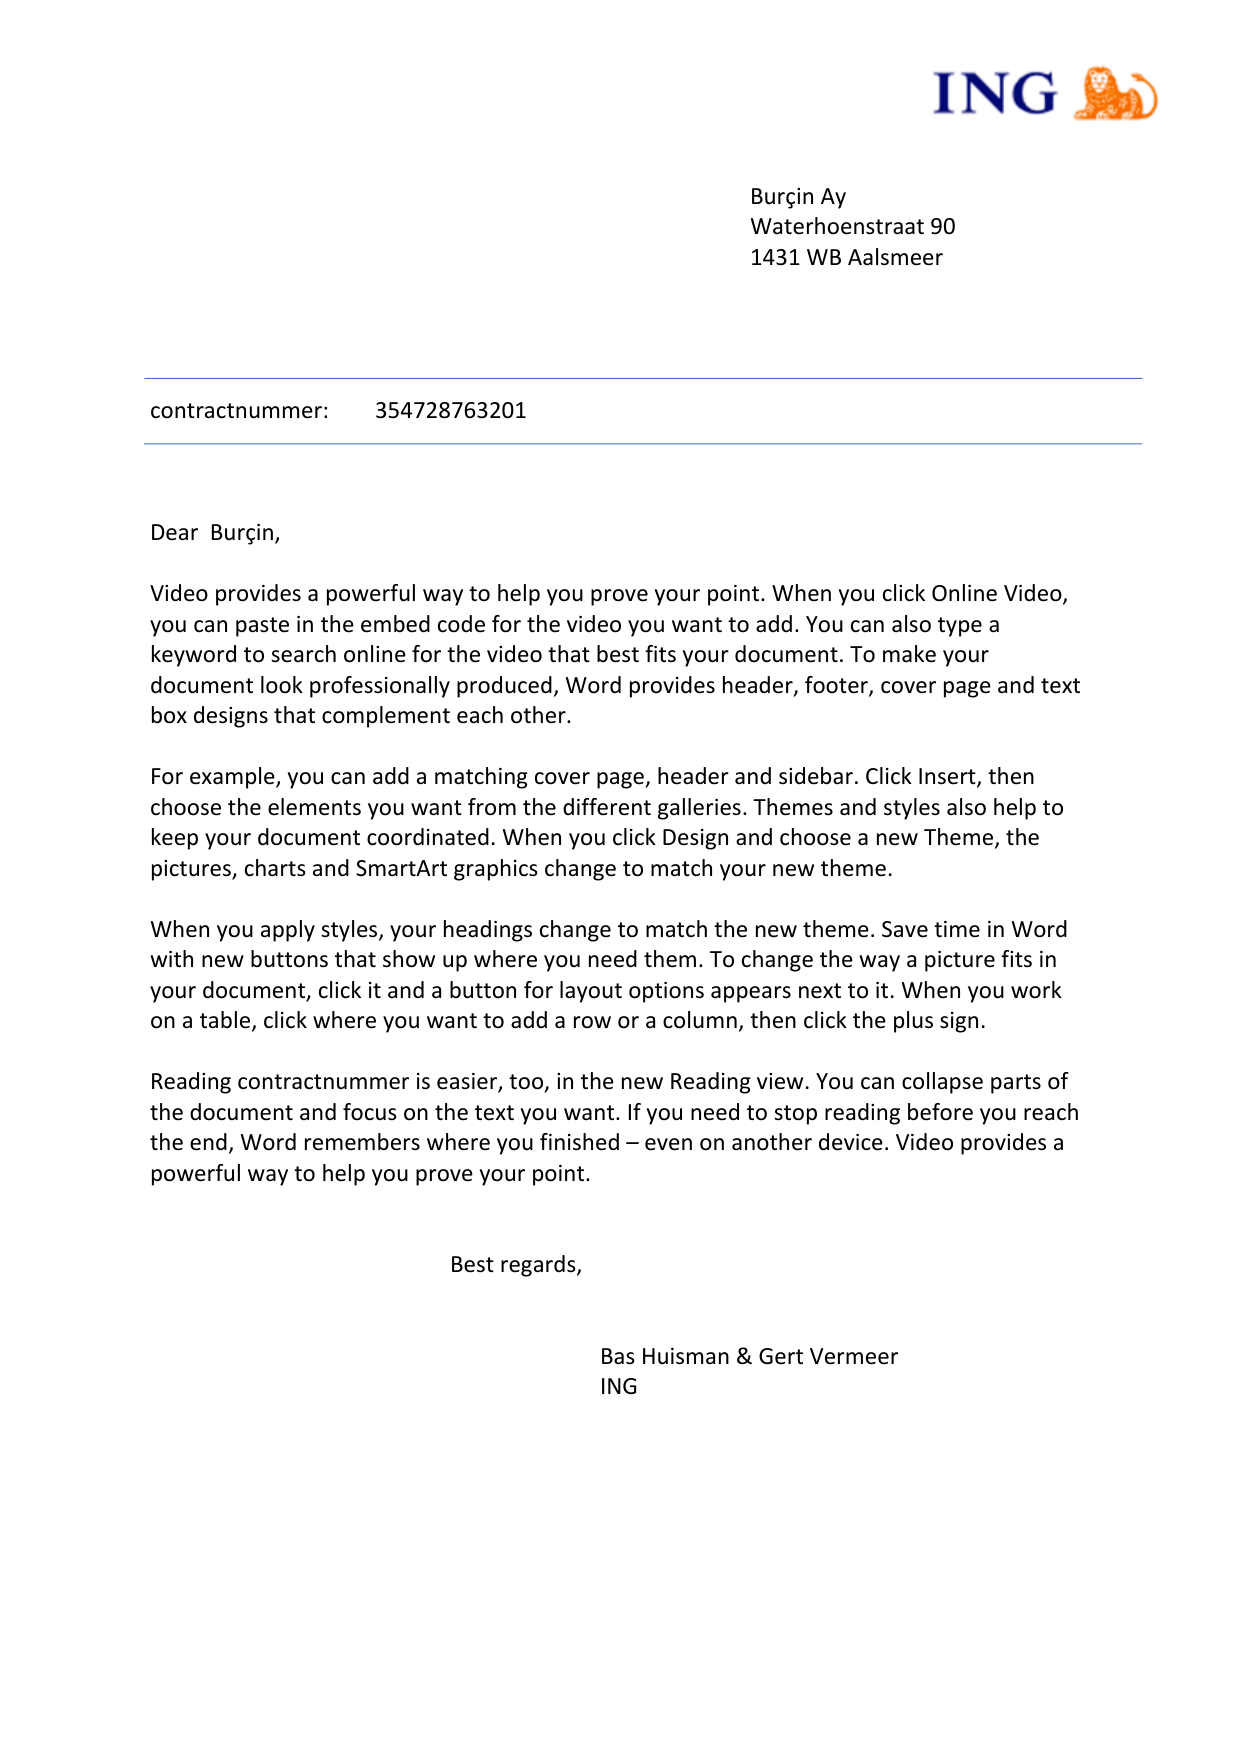 ING
Burçin Ay
Waterhoenstraat 90
1431 WB Aalsmeer
contractnummer: 354728763201
Dear  Burçin,
Video provides a powerful way to help you prove your point. When you click Online Video,
you can paste in the embed code for the video you want to add. You can also type a
keyword to search online for the video that best fits your document. To make your
document look professionally produced, Word provides header, footer, cover page and text
box designs that complement each other.
For example, you can add a matching cover page, header and sidebar. Click Insert, then
choose the elements you want from the different galleries. Themes and styles also help to
keep your document coordinated. When you click Design and choose a new Theme, the
pictures, charts and SmartArt graphics change to match your new theme.
When you apply styles, your headings change to match the new theme. Save time in Word
with new buttons that show up where you need them. To change the way a picture fits in
your document, click it and a button for layout options appears next to it. When you work
on a table, click where you want to add a row or a column, then click the plus sign.
Reading contractnummer is easier, too, in the new Reading view. You can collapse parts of
the document and focus on the text you want. If you need to stop reading before you reach
the end, Word remembers where you finished – even on another device. Video provides a
powerful way to help you prove your point.
Best regards,
Bas Huisman & Gert Vermeer
ING